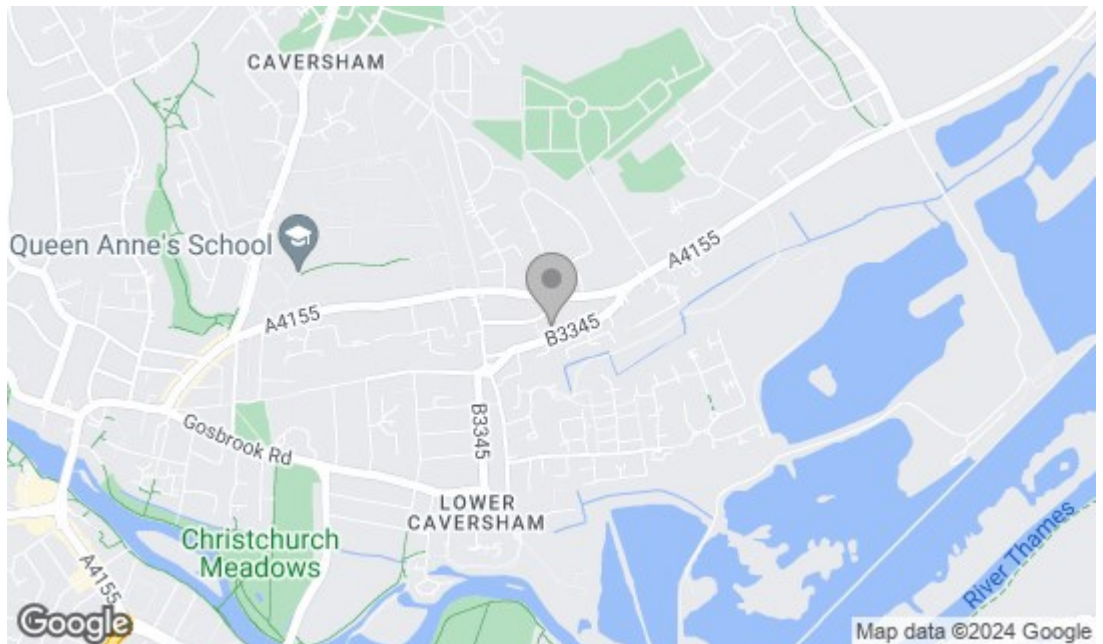 CAVERSHAM
Queen Anne's School
A4155
A4155
B3345
B3345
Gosbrook Rd
LOWER
CAVERSHAM
Christchurch
Meadows
A4155
River Thames
Google
Map data ©2024 Google